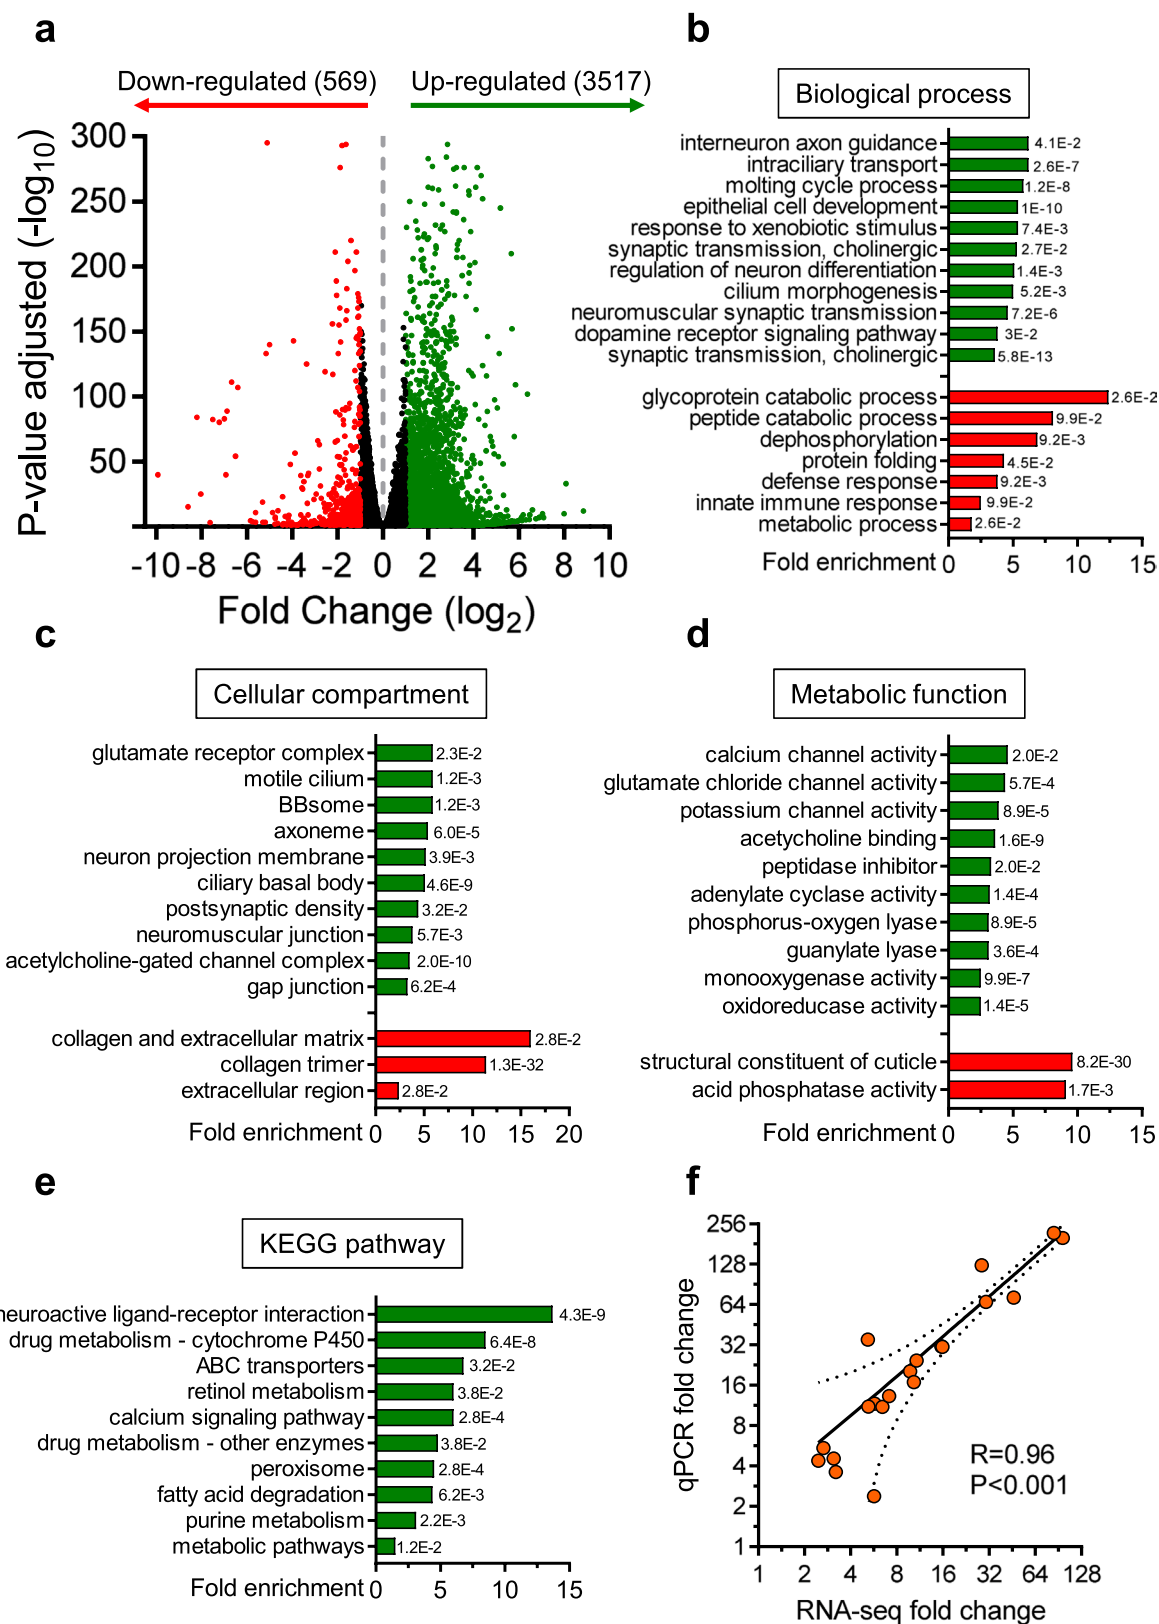 a
Down-regulated (569)
Up-regulated (3517)
P-value adjusted (-log10)
300
250
200
150
100
50
-10 -8 -6 -4 -2 0 2 4 6 8 10
Fold Change (log2)
b
Biological process
interneuron axon guidance 4.1E-2
intraciliary transport 2.6E-7
molting cycle process 1.2E-8
epithelial cell development 1E-10
response to xenobiotic stimulus 7.4E-3
synaptic transmission, cholinergic 2.7E-2
regulation of neuron differentiation 1.4E-3
cilium morphogenesis 5.2E-3
neuromuscular synaptic transmission 7.2E-6
dopamine receptor signaling pathway 3E-2
synaptic transmission, cholinergic 5.8E-13
glycoprotein catabolic process 2.6E-2
peptide catabolic process 9.9E-2
dephosphorylation 9.2E-3
protein folding 4.5E-2
defense response 9.2E-3
innate immune response 9.9E-2
metabolic process 2.6E-2
Fold enrichment 0 5 10 15
c
Cellular compartment
glutamate receptor complex 2.3E-2
motile cilium 1.2E-3
BBsome 1.2E-3
axoneme 6.0E-5
neuron projection membrane 3.9E-3
ciliary basal body 4.6E-9
postsynaptic density 3.2E-2
neuromuscular junction 5.7E-3
acetylcholine-gated channel complex 2.0E-10
gap junction 6.2E-4
collagen and extracellular matrix 2.8E-2
collagen trimer 1.3E-32
extracellular region 2.8E-2
Fold enrichment 0 5 10 15 20
d
Metabolic function
calcium channel activity 2.0E-2
glutamate chloride channel activity 5.7E-4
potassium channel activity 8.9E-5
acetycholine binding 1.6E-9
peptidase inhibitor 2.0E-2
adenylate cyclase activity 1.4E-4
phosphorus-oxygen lyase 8.9E-5
guanylate lyase 3.6E-4
monooxygenase activity 9.9E-7
oxidoreducase activity 1.4E-5
structural constituent of cuticle 8.2E-30
acid phosphatase activity 1.7E-3
Fold enrichment 0 5 10 15
e
KEGG pathway
neuroactive ligand-receptor interaction 4.3E-9
drug metabolism - cytochrome P450 6.4E-8
ABC transporters 3.2E-2
retinol metabolism 3.8E-2
calcium signaling pathway 2.8E-4
drug metabolism - other enzymes 3.8E-2
peroxisome 2.8E-4
fatty acid degradation 6.2E-3
purine metabolism 2.2E-3
metabolic pathways 1.2E-2
Fold enrichment 0 5 10 15
f
qPCR fold change
256
128
64
32
16
8
4
2
1
R=0.96
P<0.001
1 2 4 8 16 32 64 128
RNA-seq fold change